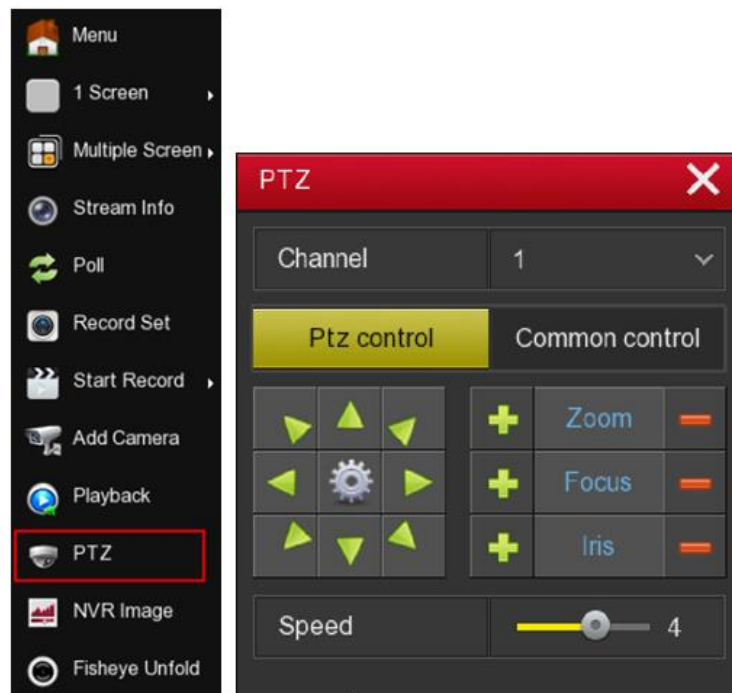 Menu
1 Screen
Multiple Screen
Stream Info
Poll
Record Set
Start Record
Add Camera
Playback
PTZ
NVR Image
Fisheye Unfold
PTZ
Channel 1
Ptz control Common control
Zoom
Focus
Iris
Speed 4